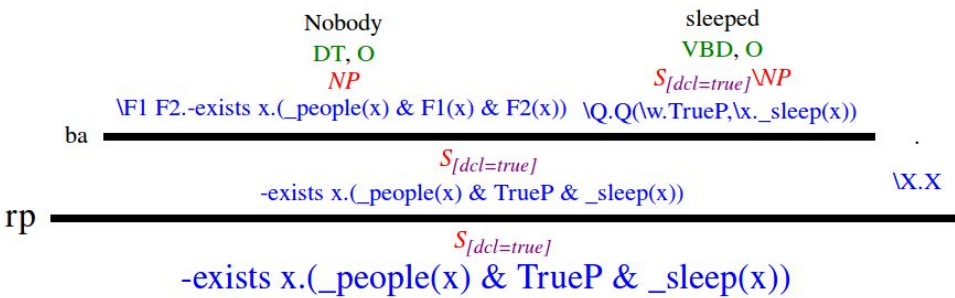 Nobody sleeped
DT, O VBD, O
NP S[dcl=true]\NP
\F1 F2.-exists x.(_people(x) & F1(x) & F2(x)) \Q.Q(\w.TrueP,\x._sleep(x))
ba .
S[dcl=true]
-exists x.(_people(x) & TrueP & _sleep(x)) \X.X
rp
S[dcl=true]
-exists x.(_people(x) & TrueP & _sleep(x))